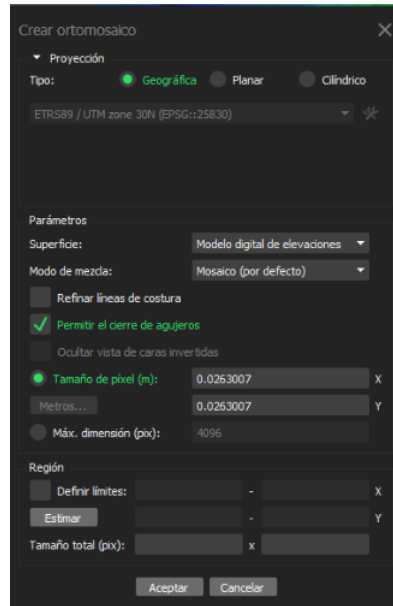 Crear ortomosaico
Proyección
Tipo: Geográfica Planar Cilíndrico
ETRS89 / UTM zone 30N (EPSG::25830)
Parámetros
Superficie: Modelo digital de elevaciones
Modo de mezcla: Mosaico (por defecto)
Refinar líneas de costura
Permitir el cierre de agujeros
Ocultar vista de caras invertidas
Tamaño de píxel (m): 0.0263007 X
Metros... 0.0263007 Y
Máx. dimensión (pix): 4096
Región
Definir límites: - X
Estimar - Y
Tamaño total (pix): x
Aceptar Cancelar